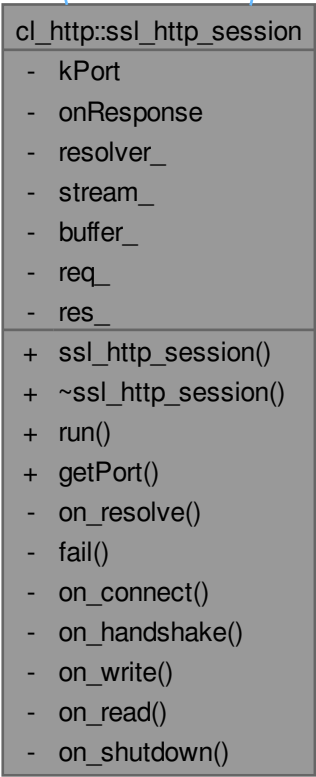 cl_http::ssl_http_session
- kPort
- onResponse
- resolver_
- stream_
- buffer_
- req_
- res_
+ ssl_http_session()
+ ~ssl_http_session()
+ run()
+ getPort()
- on_resolve()
- fail()
- on_connect()
- on_handshake()
- on_write()
- on_read()
- on_shutdown()